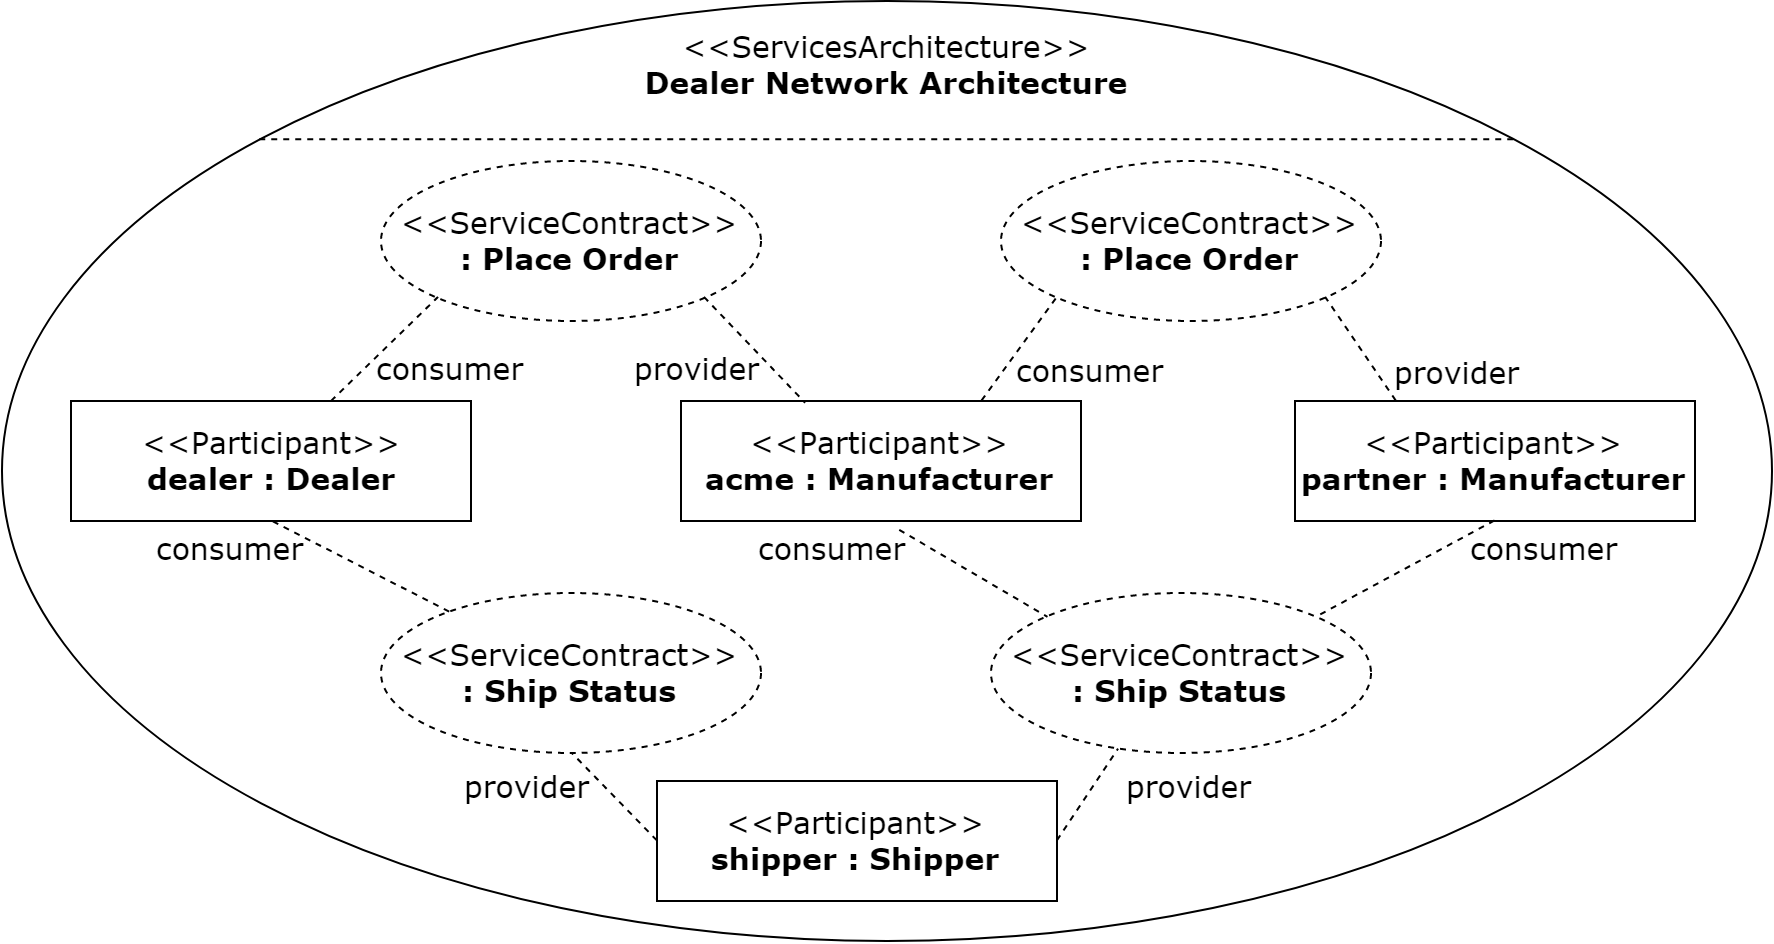 <<ServicesArchitecture>>
Dealer Network Architecture
<<ServiceContract>>
: Place Order
<<ServiceContract>>
: Place Order
consumer
provider
consumer
provider
<<Participant>>
dealer : Dealer
<<Participant>>
acme : Manufacturer
<<Participant>>
partner : Manufacturer
consumer
consumer
consumer
<<ServiceContract>>
: Ship Status
<<ServiceContract>>
: Ship Status
provider
provider
<<Participant>>
shipper : Shipper